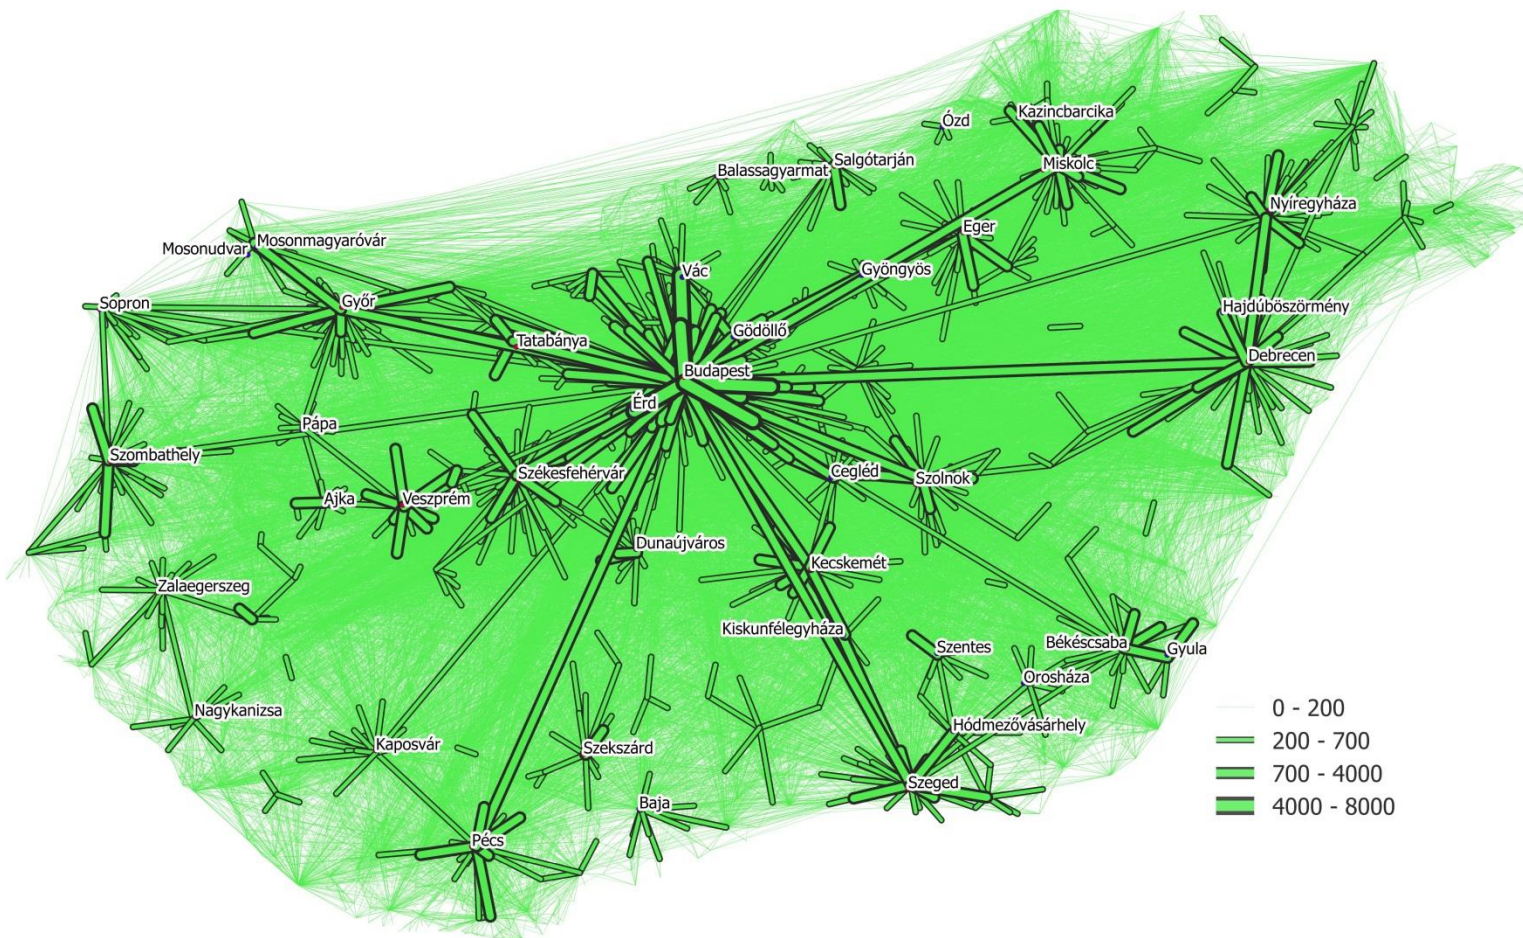 Ózd
Kazincbarcika
Miskolc
Salgótarján
Balassagyarmat
Nyíregyháza
Eger
Mosonmagyaróvár
Mosonudvar
Vác
Gyöngyös
Sopron
Győr
Hajdúböszörmény
Gödöllő
Tatabánya
Debrecen
Budapest
Érd
Pápa
Szombathely
Székesfehérvár
Cegléd
Szolnok
Ajka
Veszprém
Dunaújváros
Kecskemét
Zalaegerszeg
Kiskunfélegyháza
Békéscsaba
Szentes
Gyula
Orosháza
Nagykanizsa
Hódmezővásárhely
Kaposvár
Szekszárd
Szeged
Baja
Pécs
0 - 200
200 - 700
700 - 4000
4000 - 8000